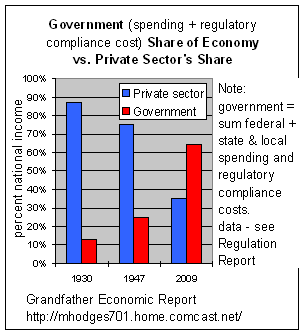 Government (spending + regulatory
compliance cost) Share of Economy
vs. Private Sector's Share
percent national income
100%
90%
80%
70%
60%
50%
40%
30%
20%
10%
0%
Private sector
Government
1930
1947
2009
Note:
government =
sum federal +
state & local
spending and
regulatory
compliance
costs.
data - see
Regulation
Report
Grandfather Economic Report
http://mhodges701.home.comcast.net/